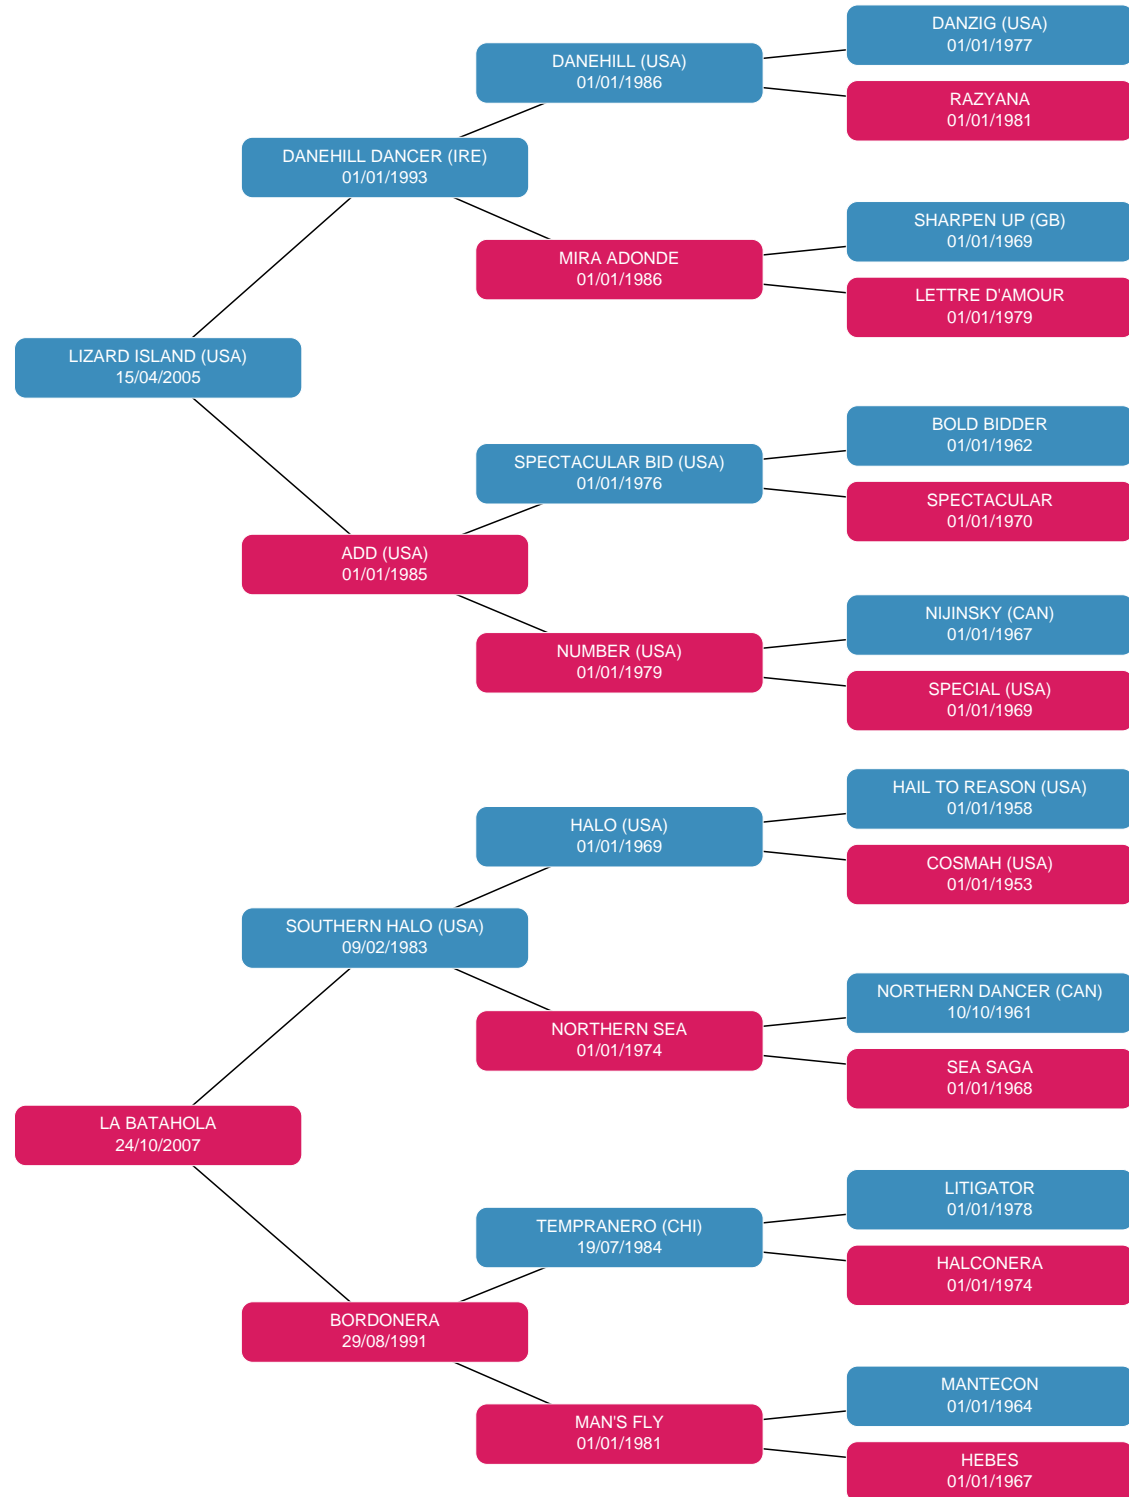 DANZIG (USA)
01/01/1977
DANEHILL (USA)
01/01/1986
RAZYANA
01/01/1981
DANEHILL DANCER (IRE)
01/01/1993
SHARPEN UP (GB)
01/01/1969
MIRA ADONDE
01/01/1986
LETTRE D'AMOUR
01/01/1979
LIZARD ISLAND (USA)
15/04/2005
BOLD BIDDER
01/01/1962
SPECTACULAR BID (USA)
01/01/1976
SPECTACULAR
01/01/1970
ADD (USA)
01/01/1985
NIJINSKY (CAN)
01/01/1967
NUMBER (USA)
01/01/1979
SPECIAL (USA)
01/01/1969
HAIL TO REASON (USA)
01/01/1958
HALO (USA)
01/01/1969
COSMAH (USA)
01/01/1953
SOUTHERN HALO (USA)
09/02/1983
NORTHERN DANCER (CAN)
10/10/1961
NORTHERN SEA
01/01/1974
SEA SAGA
01/01/1968
LA BATAHOLA
24/10/2007
LITIGATOR
01/01/1978
TEMPRANERO (CHI)
19/07/1984
HALCONERA
01/01/1974
BORDONERA
29/08/1991
MANTECON
01/01/1964
MAN'S FLY
01/01/1981
HEBES
01/01/1967